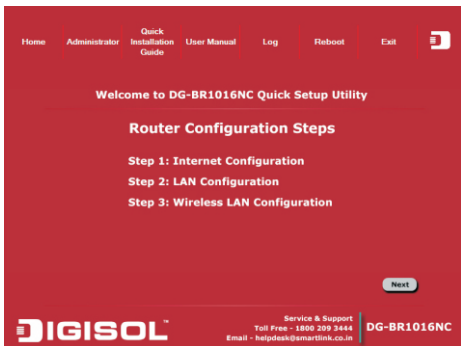 Home Administrator Quick Installation Guide User Manual Log Reboot Exit
Welcome to DG-BR1016NC Quick Setup Utility
Router Configuration Steps
Step 1: Internet Configuration
Step 2: LAN Configuration
Step 3: Wireless LAN Configuration
Next
DIGISOL™
Service & Support
Toll Free - 1800 209 3444
Email - helpdesk@smartlink.co.in
DG-BR1016NC